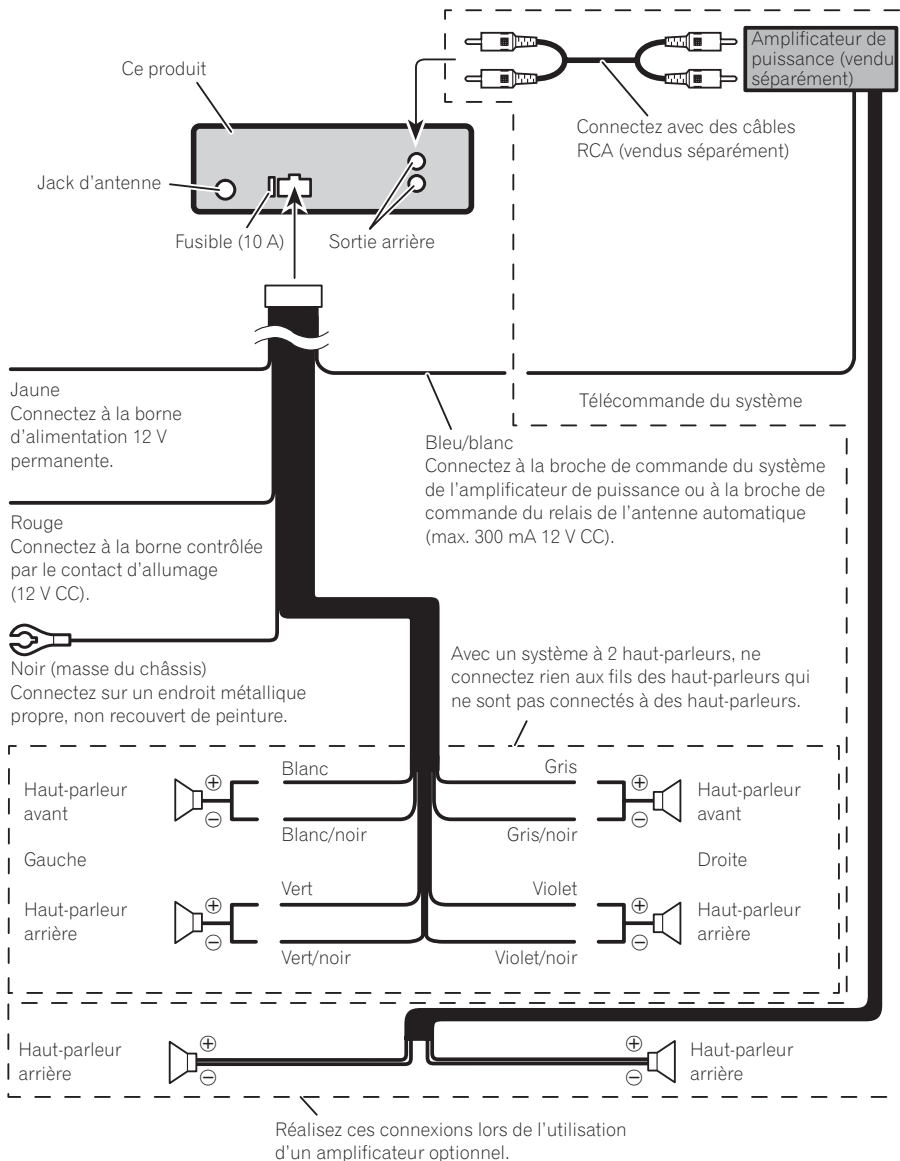 Amplificateur de
puissance (vendu
séparément)
Ce produit
Connectez avec des câbles
RCA (vendus séparément)
Jack d'antenne
Fusible (10 A)
Sortie arrière
Jaune
Connectez à la borne
d'alimentation 12 V
permanente.
Télécommande du système
Bleu/blanc
Connectez à la broche de commande du système
de l'amplificateur de puissance ou à la broche de
commande du relais de l'antenne automatique
(max. 300 mA 12 V CC).
Rouge
Connectez à la borne contrôlée
par le contact d'allumage
(12 V CC).
Noir (masse du châssis)
Connectez sur un endroit métallique
propre, non recouvert de peinture.
Avec un système à 2 haut-parleurs, ne
connectez rien aux fils des haut-parleurs qui
ne sont pas connectés à des haut-parleurs.
Haut-parleur
avant
⊕
⊖
Blanc
Blanc/noir
Gris
Gris/noir
⊕
⊖
Haut-parleur
avant
Gauche
Droite
Haut-parleur
arrière
⊕
⊖
Vert
Vert/noir
Violet
Violet/noir
⊕
⊖
Haut-parleur
arrière
Haut-parleur
arrière
⊕
⊖
⊕
⊖
Haut-parleur
arrière
Réalisez ces connexions lors de l'utilisation
d'un amplificateur optionnel.